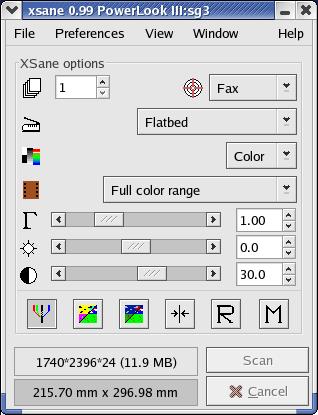 xsane 0.99 PowerLook III:sg3
File Preferences View Window Help
XSane options
1 Fax
Flatbed
Color
Full color range
Γ 1.00
0.0
30.0
R M
1740*2396*24 (11.9 MB) Scan
215.70 mm x 296.98 mm Cancel